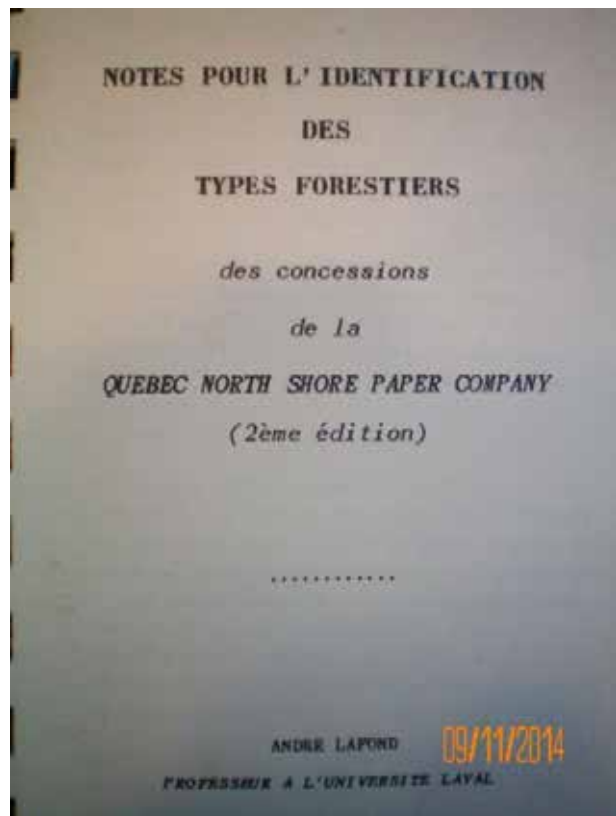 NOTES POUR L'IDENTIFICATION
DES
TYPES FORESTIERS
des concessions
de la
QUEBEC NORTH SHORE PAPER COMPANY
(2ème édition)
............
ANDRE LAFOND
09/11/2014
PROFESSEUR A L'UNIVERSITE LAVAL